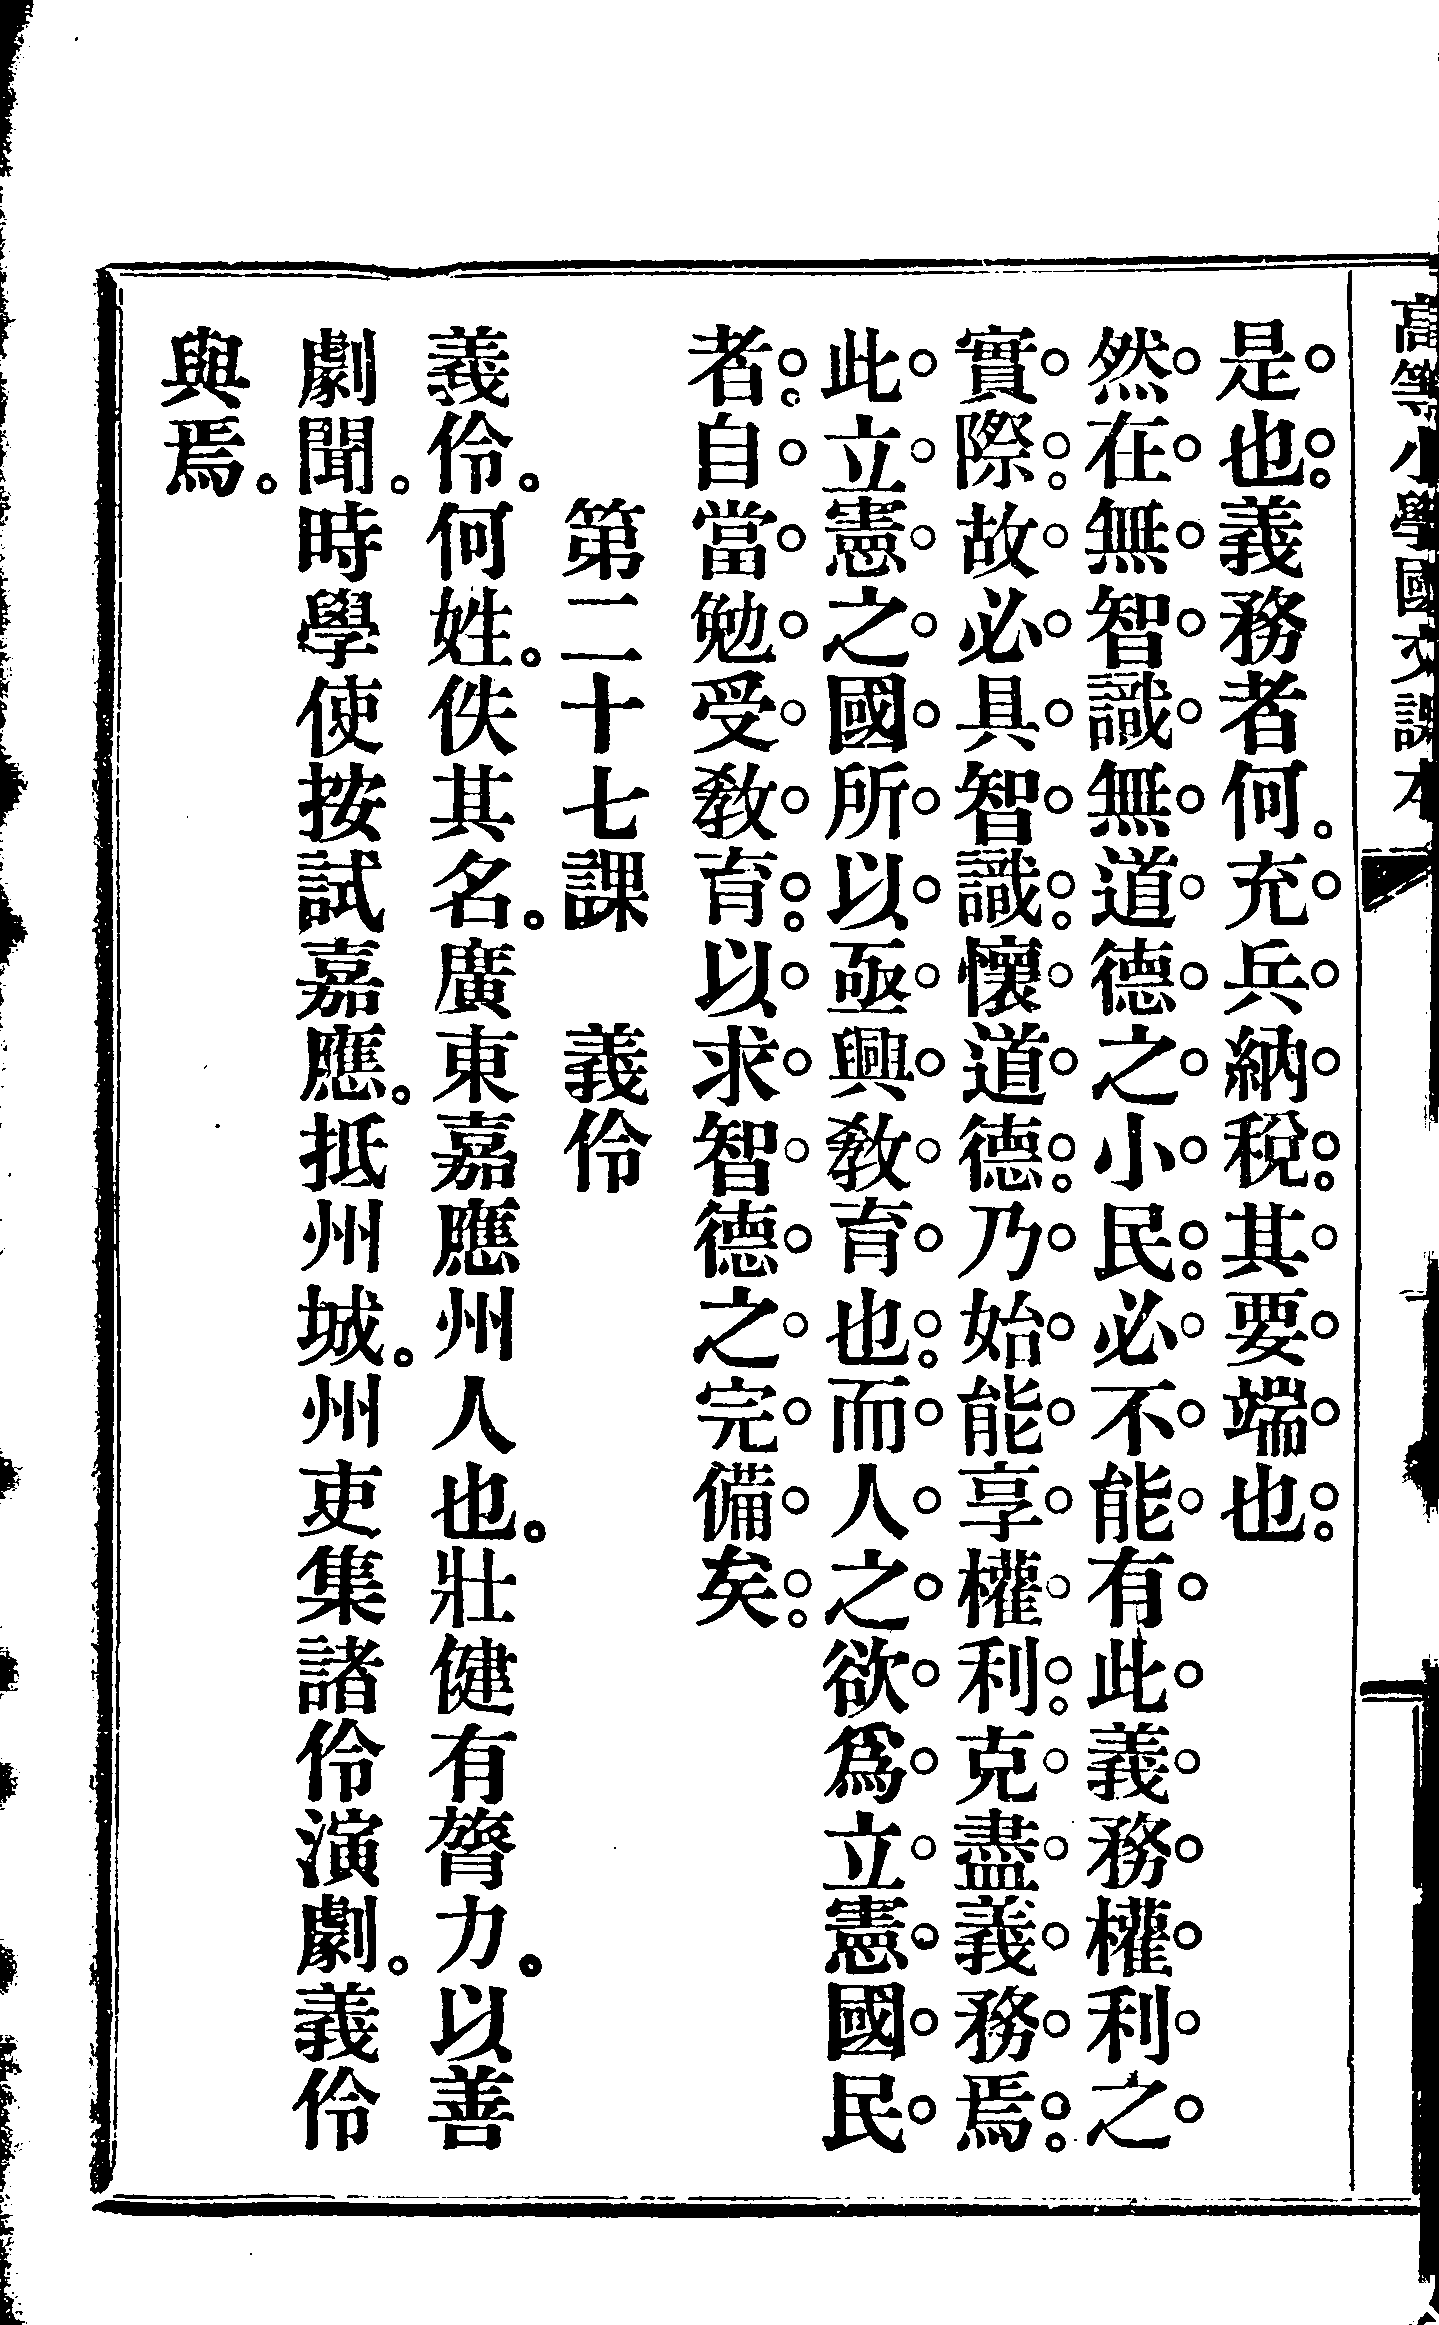 高等小學國文課本
是也。義務者何。充兵納稅。其要端也。
然在無智識無道德之小民。必不能有此義務權利之
實際。故必具智識。懷道德。乃始能享權利。克盡義務焉。
此立憲之國所以亟興教育也。而人之欲爲立憲國民
者。自當勉受教育。以求智德之完備矣。
第二十七課　義伶
義伶。何姓。佚其名。廣東嘉應州人也。壯健有膂力。以善
劇聞。時學使按試嘉應。抵州城。州吏集諸伶演劇。義伶
與焉。